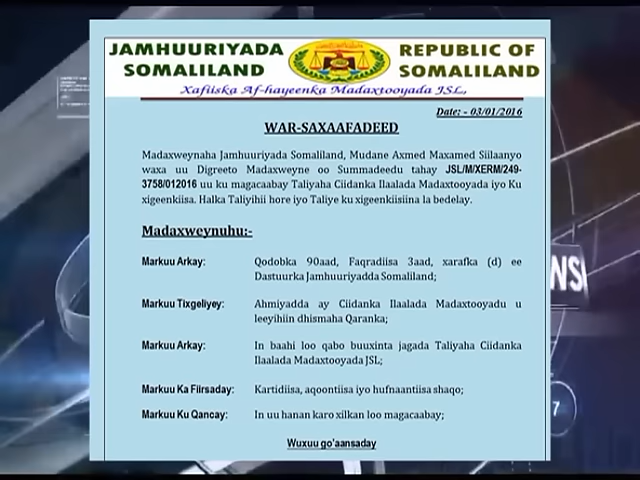 JAMHUURIYADA
SOMALILAND
REPUBLIC OF
SOMALILAND
Xafiiska Af-hayeenka Madaxtooyada JSL,
Date: - 03/01/2016
WAR-SAXAAFADEED
Madaxweynaha Jamhuuriyada Somaliland, Mudane Axmed Maxamed Siilaanyo
waxa uu Digreeto Madaxweyne oo Summadeedu tahay JSL/M/XERM/249-
3758/012016 uu ku magacaabay Taliyaha Ciidanka Ilaalada Madaxtooyada iyo Ku
xigeenkiisa. Halka Taliyihii hore iyo Taliye ku xigeenkiisiina la bedelay.
Madaxweynuhu:-
Markuu Arkay: Qodobka 90aad, Faqradiisa 3aad, xarafka (d) ee
Dastuurka Jamhuuriyadda Somaliland;
Markuu Tixgeliyey: Ahmiyadda ay Ciidanka Ilaalada Madaxtooyadu u
leeyihiin dhismaha Qaranka;
Markuu Arkay: In baahi loo qabo buuxinta jagada Taliyaha Ciidanka
Ilaalada Madaxtooyada JSL;
Markuu Ka Fiirsaday: Kartidiisa, aqoontiisa iyo hufnaantiisa shaqo;
Markuu Ku Qancay: In uu hanan karo xilkan loo magacaabay;
Wuxuu go'aansaday